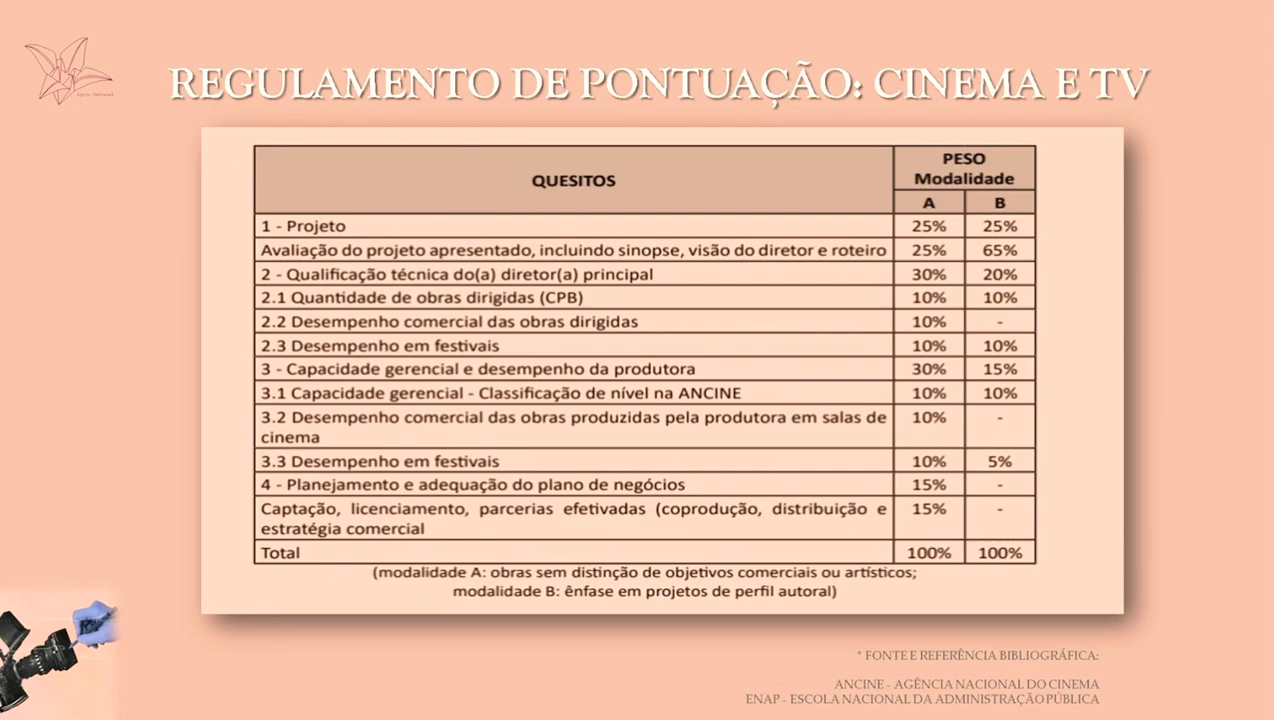 REGULAMENTO DE PONTUAÇÃO: CINEMA E TV
QUESITOS
PESO
Modalidade
A B
1 - Projeto 25% 25%
Avaliação do projeto apresentado, incluindo sinopse, visão do diretor e roteiro 25% 65%
2 - Qualificação técnica do(a) diretor(a) principal 30% 20%
2.1 Quantidade de obras dirigidas (CPB) 10% 10%
2.2 Desempenho comercial das obras dirigidas 10% -
2.3 Desempenho em festivais 10% 10%
3 - Capacidade gerencial e desempenho da produtora 30% 15%
3.1 Capacidade gerencial - Classificação de nível na ANCINE 10% 10%
3.2 Desempenho comercial das obras produzidas pela produtora em salas de 10% -
cinema
3.3 Desempenho em festivais 10% 5%
4 - Planejamento e adequação do plano de negócios 15% -
Captação, licenciamento, parcerias efetivadas (coprodução, distribuição e 15% -
estratégia comercial
Total 100% 100%
(modalidade A: obras sem distinção de objetivos comerciais ou artísticos;
modalidade B: ênfase em projetos de perfil autoral)
* FONTE E REFERÊNCIA BIBLIOGRÁFICA:
ANCINE - AGÊNCIA NACIONAL DO CINEMA
ENAP - ESCOLA NACIONAL DA ADMINISTRAÇÃO PÚBLICA